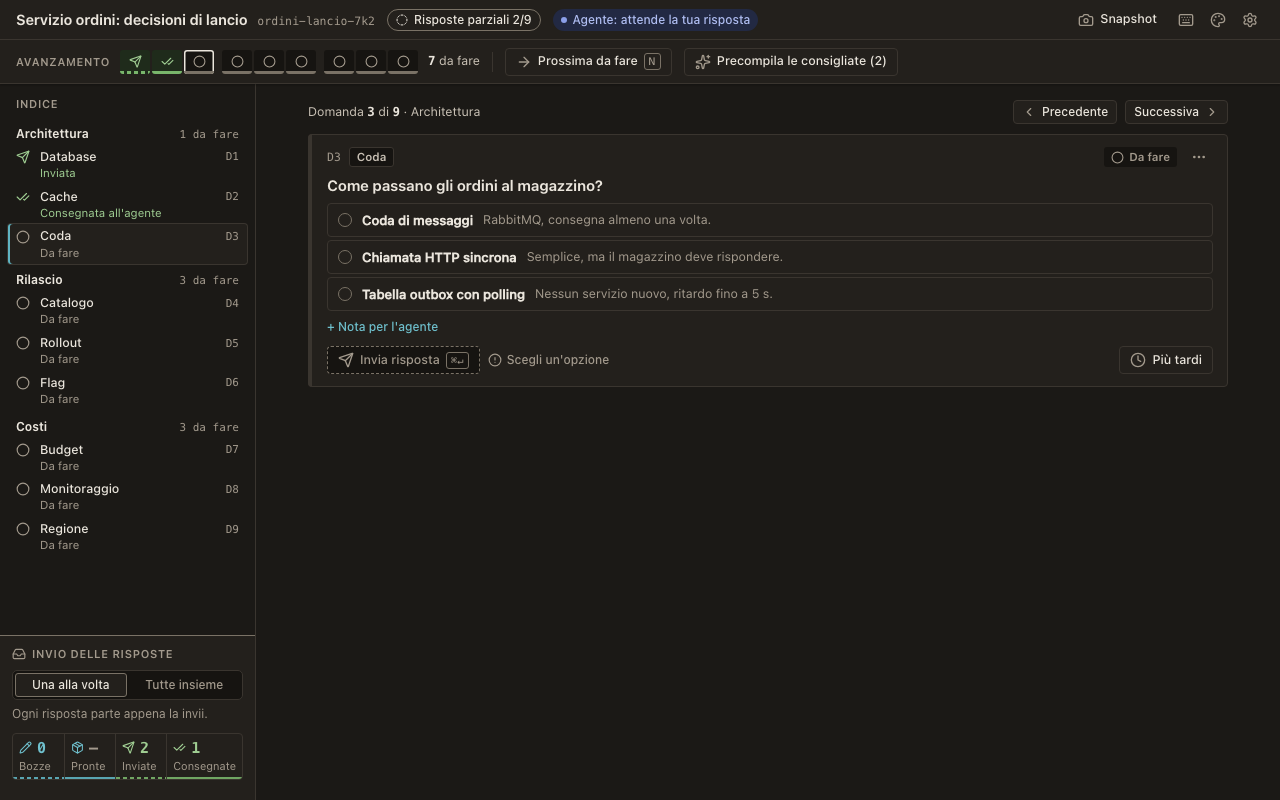 Servizio ordini: decisioni di lancio ordini-lancio-7k2 Risposte parziali 2/9 Agente: attende la tua risposta Snapshot
AVANZAMENTO 7 da fare Prossima da fare N Precompila le consigliate (2)
INDICE
Architettura 1 da fare
Database D1
Inviata
Cache D2
Consegnata all'agente
Coda D3
Da fare
Rilascio 3 da fare
Catalogo D4
Da fare
Rollout D5
Da fare
Flag D6
Da fare
Costi 3 da fare
Budget D7
Da fare
Monitoraggio D8
Da fare
Regione D9
Da fare
INVIO DELLE RISPOSTE
Una alla volta Tutte insieme
Ogni risposta parte appena la invii.
0 – 2 1
Bozze Pronte Inviate Consegnate
Domanda 3 di 9 · Architettura Precedente Successiva
D3 Coda Da fare
Come passano gli ordini al magazzino?
Coda di messaggi RabbitMQ, consegna almeno una volta.
Chiamata HTTP sincrona Semplice, ma il magazzino deve rispondere.
Tabella outbox con polling Nessun servizio nuovo, ritardo fino a 5 s.
+ Nota per l'agente
Invia risposta ⌘↵ Scegli un'opzione Più tardi